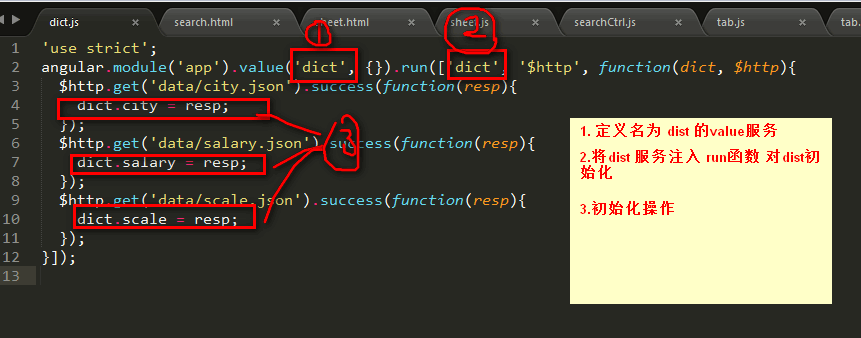 dict.js
search.html
sheet.html
sheet.js
searchCtrl.js
tab.js
tab.
1 'use strict';
2 angular.module('app').value('dict', {}).run(['dict', '$http', function(dict, $http){
3 $http.get('data/city.json').success(function(resp){
4 dict.city = resp;
5 });
6 $http.get('data/salary.json').success(function(resp){
7 dict.salary = resp;
8 });
9 $http.get('data/scale.json').success(function(resp){
10 dict.scale = resp;
11 });
12 }]);
13
1
2
3
1. 定义名为 dist 的value服务
2.将dist 服务注入 run函数 对dist初
始化
3.初始化操作